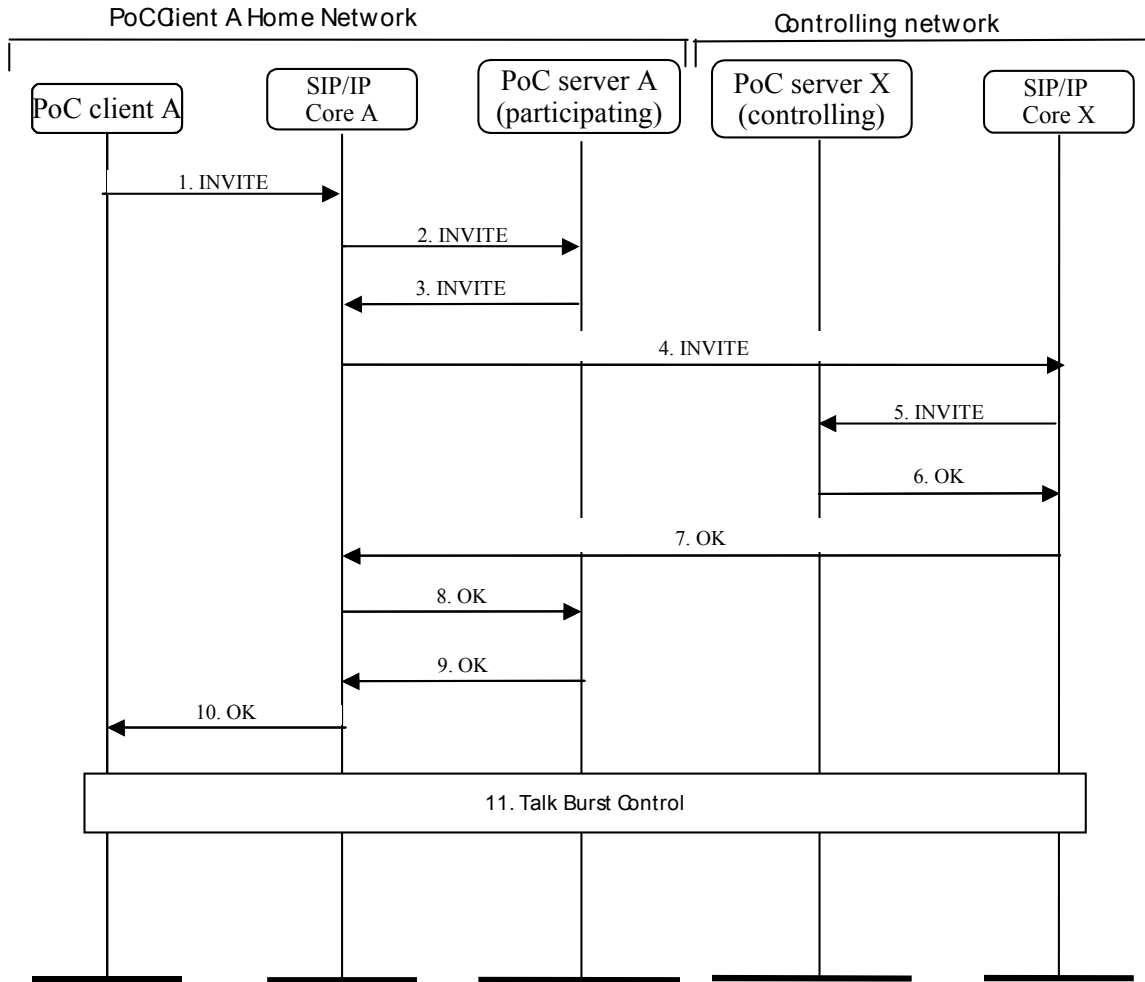 PoCClient A Home Network
Controlling network
PoC client A
SIP/IP
Core A
PoC server A
(participating)
PoC server X
(controlling)
SIP/IP
Core X
1. INVITE
2. INVITE
3. INVITE
4. INVITE
5. INVITE
6. OK
7. OK
8. OK
9. OK
10. OK
11. Talk Burst Control